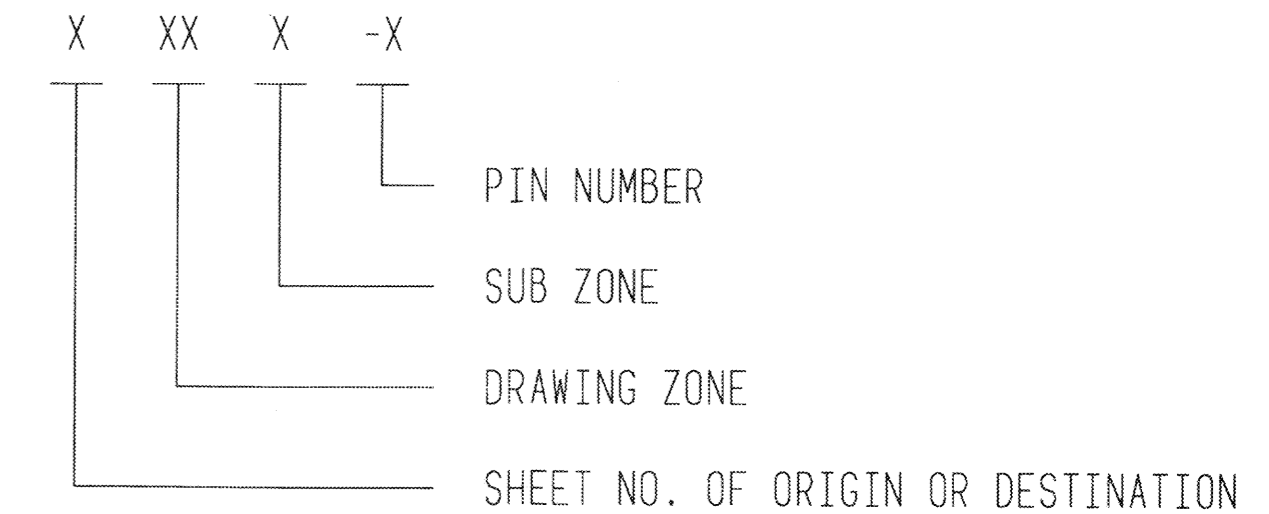 X XX X -X
PIN NUMBER
SUB ZONE
DRAWING ZONE
SHEET NO. OF ORIGIN OR DESTINATION